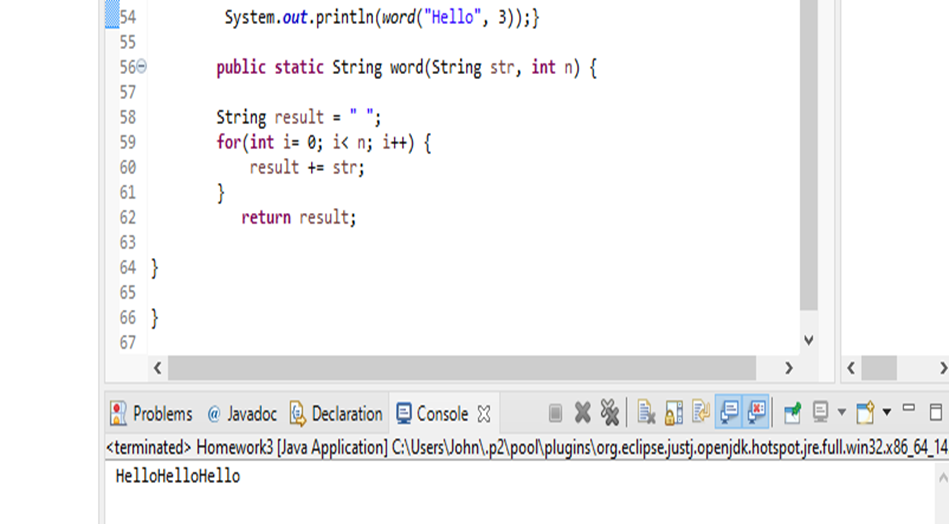 54 System.out.println(word("Hello", 3));}
55
56 public static String word(String str, int n) {
57
58 String result = " ";
59 for(int i= 0; i< n; i++) {
60 result += str;
61 }
62 return result;
63
64 }
65
66 }
67
Problems @ Javadoc Declaration Console
<terminated> Homework3 [Java Application] C:\Users\John\.p2\pool\plugins\org.eclipse.justj.openjdk.hotspot.jre.full.win32.x86_64_14
HelloHelloHello